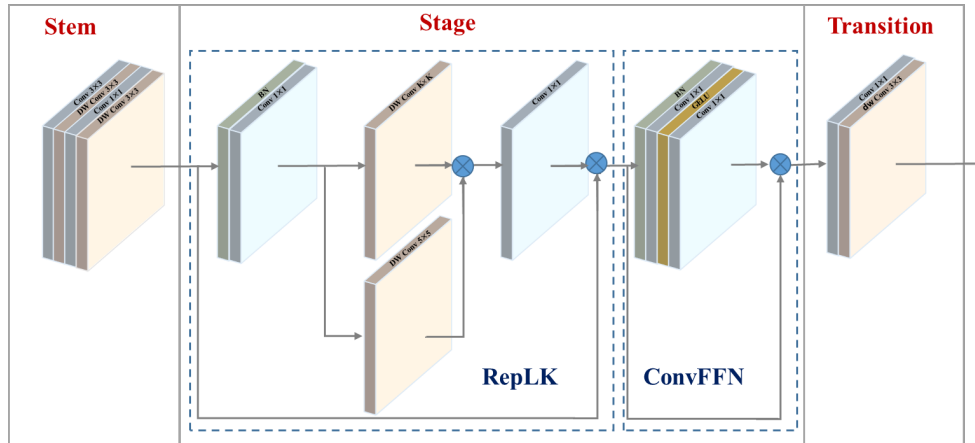 Stem
Stage
Transition
Conv 3×3
DW Conv 3×3
Conv 1×1
DW Conv 3×3
BN
Conv 1×1
DW Conv K×K
DW Conv 5×5
Conv 1×1
BN
Conv 1×1
GELU
Conv 1×1
Conv 1×1
dw Conv 3×3
RepLK
ConvFFN